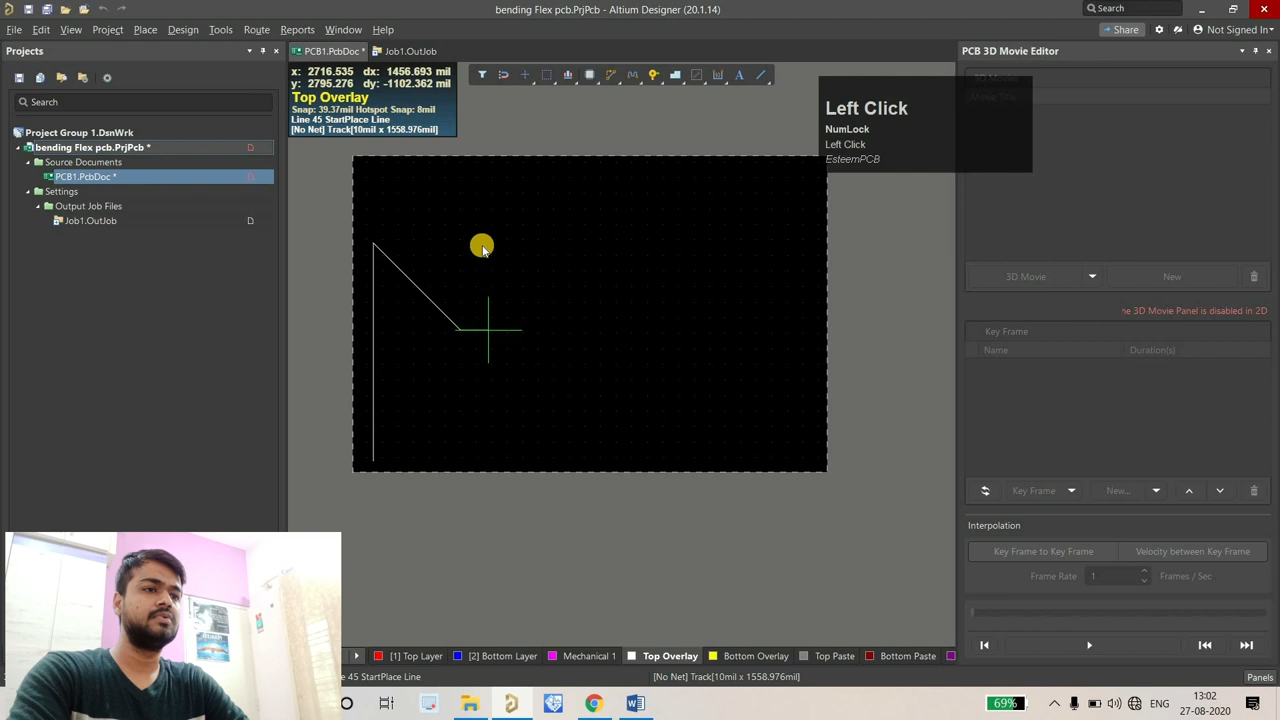 bending Flex pcb.PrjPcb - Altium Designer (20.1.14)
Search
File Edit View Project Place Design Tools Route Reports Window Help
Share
Not Signed In
Projects
PCB1.PcbDoc *
Job1.OutJob
PCB 3D Movie Editor
x: 2716.535 dx: 1456.693 mil
y: 2795.276 dy: -1102.362 mil
Top Overlay
Snap: 39.37mil Hotspot Snap: 8mil
Line 45 StartPlace Line
[No Net] Track[10mil x 1558.976mil]
3D Movies
Movie Title
Left Click
NumLock
Left Click
EsteemPCB
Search
Project Group 1.DsnWrk
bending Flex pcb.PrjPcb *
Source Documents
PCB1.PcbDoc *
Settings
Output Job Files
Job1.OutJob
3D Movie
New
e 3D Movie Panel is disabled in 2D
Key Frame
Name
Duration(s)
Key Frame
New...
Interpolation
Key Frame to Key Frame
Velocity between Key Frame
Frame Rate
1
Frames / Sec
[1] Top Layer
[2] Bottom Layer
Mechanical 1
Top Overlay
Bottom Overlay
Top Paste
Bottom Paste
45 StartPlace Line
[No Net] Track[10mil x 1558.976mil]
Panels
69%
ENG
13:02
27-08-2020